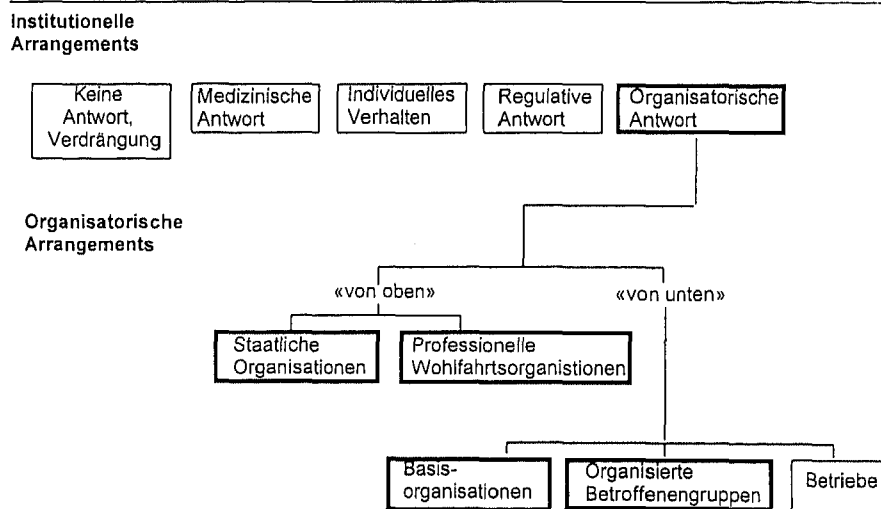 Institutionelle
Arrangements
Keine
Antwort,
Verdrängung
Medizinische
Antwort
Individuelles
Verhalten
Regulative
Antwort
Organisatorische
Antwort
Organisatorische
Arrangements
«von oben»
«von unten»
Staatliche
Organisationen
Professionelle
Wohlfahrtsorganistionen
Basis-
organisationen
Organisierte
Betroffenengruppen
Betriebe